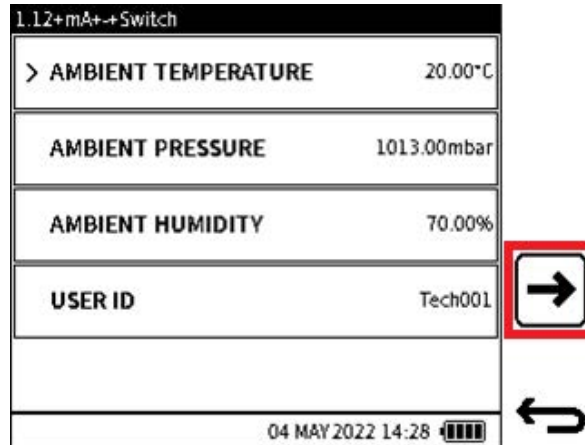 1.12+mA+-+Switch
> AMBIENT TEMPERATURE 20.00°C
AMBIENT PRESSURE 1013.00mbar
AMBIENT HUMIDITY 70.00%
USER ID Tech001
04 MAY 2022 14:28